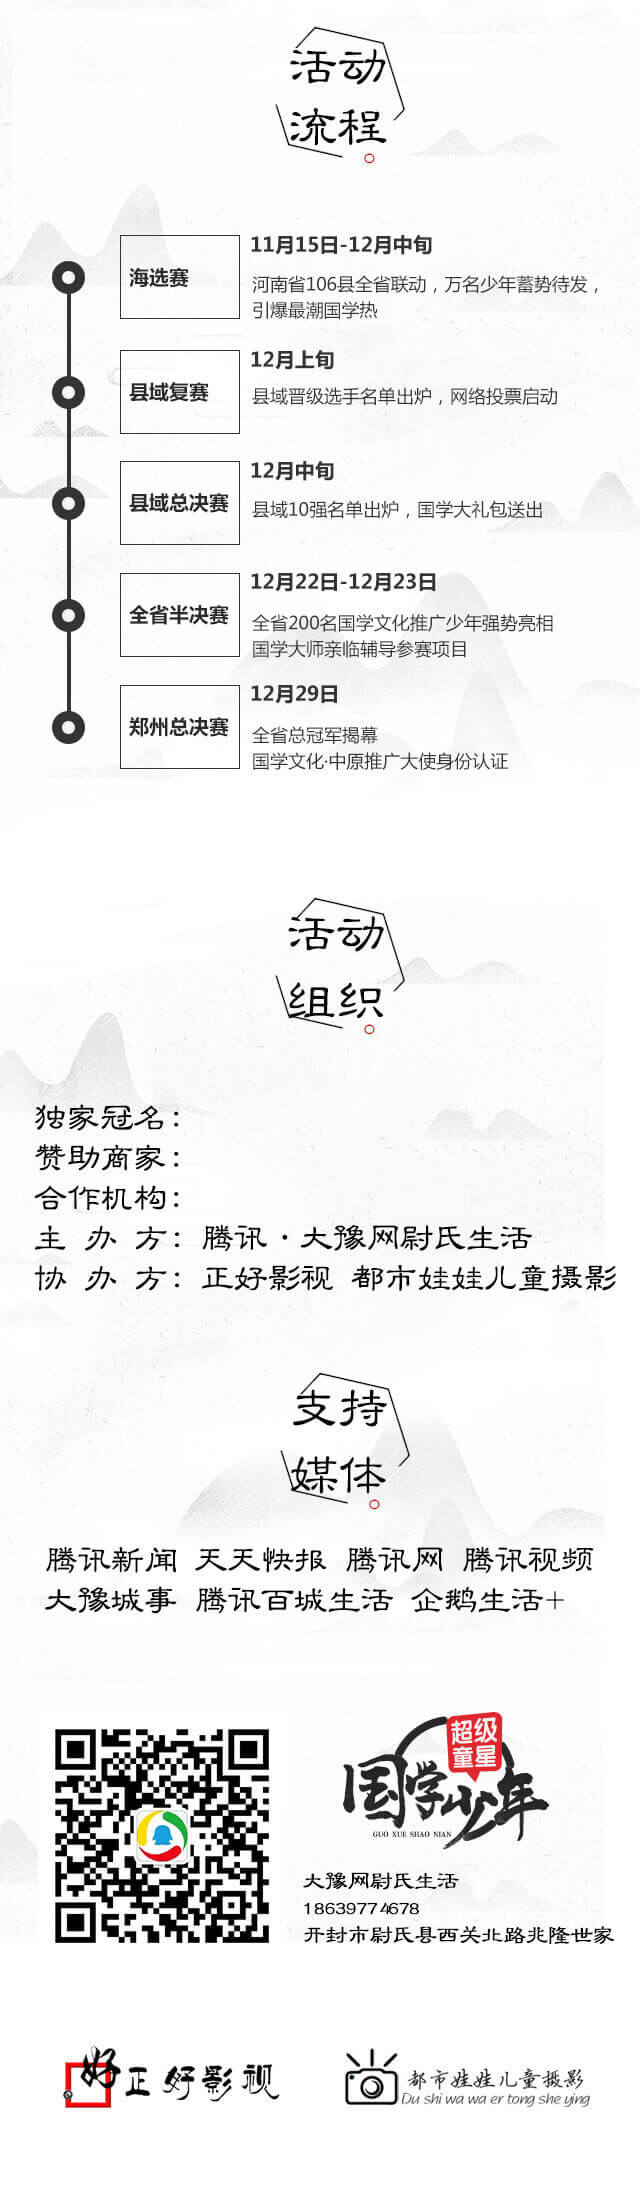 活动
流程
海选赛
11月15日-12月中旬
河南省106县全省联动，万名少年蓄势待发，
引爆最潮国学热
县域复赛
12月上旬
县域晋级选手名单出炉，网络投票启动
县域总决赛
12月中旬
县域10强名单出炉，国学大礼包送出
全省半决赛
12月22日-12月23日
全省200名国学文化推广少年强势亮相
国学大师亲临辅导参赛项目
郑州总决赛
12月29日
全省总冠军揭幕
国学文化·中原推广大使身份认证
活动
组织
独家冠名：
赞助商家：
合作机构：
主 办 方：腾讯·大豫网尉氏生活
协 办 方：正好影视 都市娃娃儿童摄影
支持
媒体
腾讯新闻 天天快报 腾讯网 腾讯视频
大豫城事 腾讯百城生活 企鹅生活+
超级
童星
国学少年
GUO XUE SHAO NIAN
大豫网尉氏生活
18639774678
开封市尉氏县西关北路兆隆世家
好正好影视
都市娃娃儿童摄影
Du shi wa wa er tong she ying